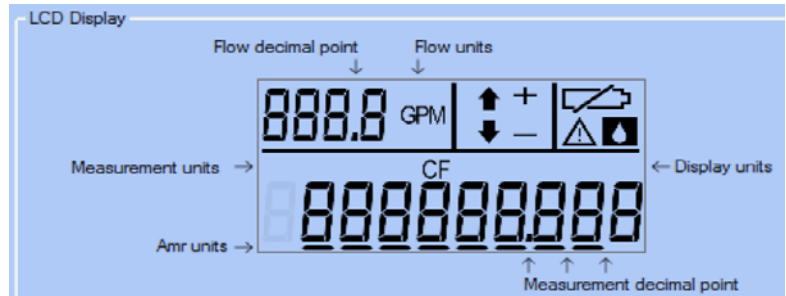 LCD Display
Flow decimal point Flow units
888.8 GPM + −
Measurement units CF Display units
8888888.888
Amr units
Measurement decimal point